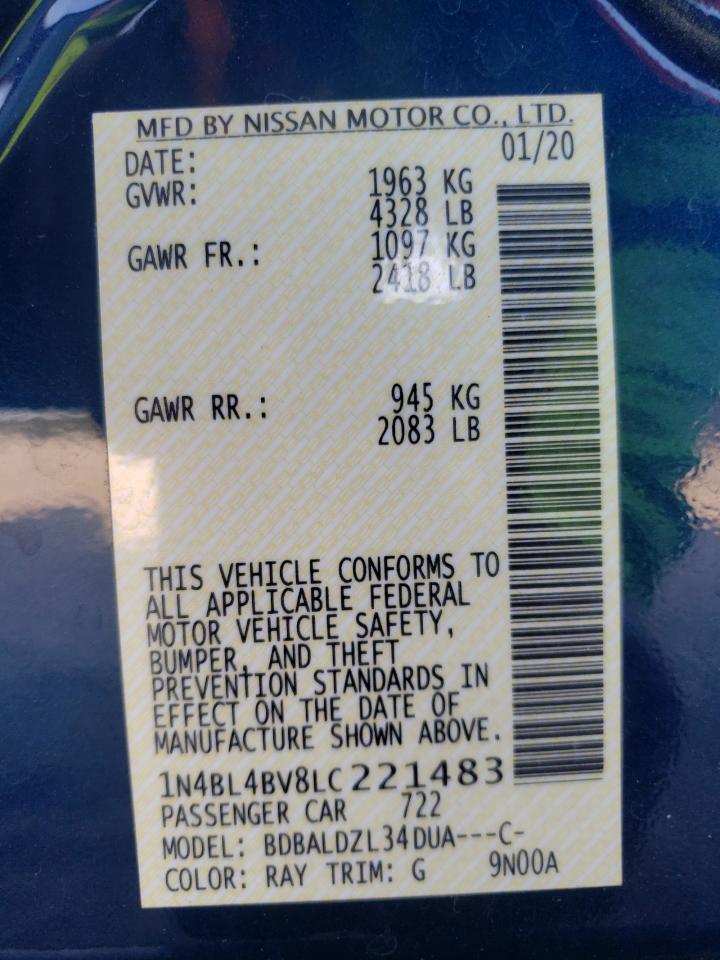 MFD BY NISSAN MOTOR CO., LTD.
DATE: 01/20
GVWR: 1963 KG
4328 LB
GAWR FR.: 1097 KG
2418 LB
GAWR RR.: 945 KG
2083 LB
THIS VEHICLE CONFORMS TO
ALL APPLICABLE FEDERAL
MOTOR VEHICLE SAFETY,
BUMPER, AND THEFT
PREVENTION STANDARDS IN
EFFECT ON THE DATE OF
MANUFACTURE SHOWN ABOVE.
1N4BL4BV8LC221483
PASSENGER CAR 722
MODEL: BDBALDZL34DUA---C-
COLOR: RAY TRIM: G 9N00A